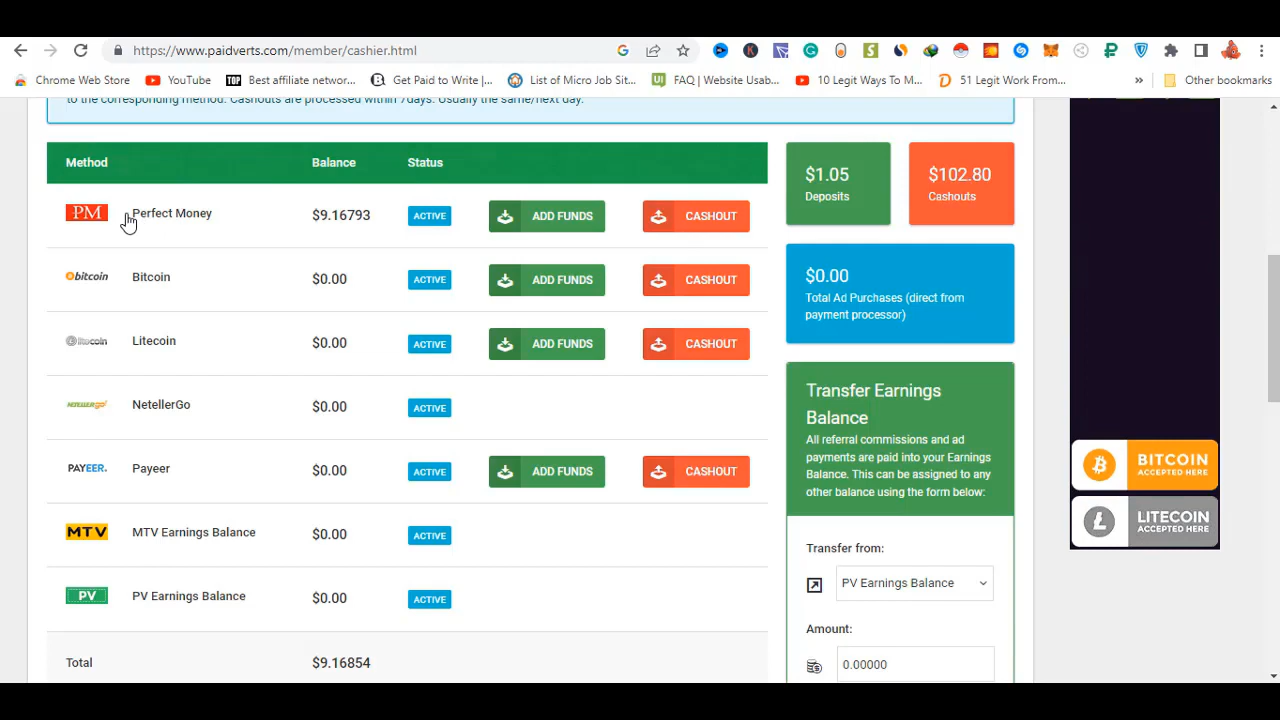 https://www.paidverts.com/member/cashier.html
Chrome Web Store YouTube TOP Best affiliate networ... Get Paid to Write |... List of Micro Job Sit... UI FAQ | Website Usab... 10 Legit Ways To M... 51 Legit Work From... » Other bookmarks
to the corresponding method. Cashouts are processed within 7days. Usually the same/next day.
Method Balance Status
PM Perfect Money $9.16793 ACTIVE ADD FUNDS CASHOUT
bitcoin Bitcoin $0.00 ACTIVE ADD FUNDS CASHOUT
litecoin Litecoin $0.00 ACTIVE ADD FUNDS CASHOUT
NETELLERGO! NetellerGo $0.00 ACTIVE
PAYEER. Payeer $0.00 ACTIVE ADD FUNDS CASHOUT
MTV MTV Earnings Balance $0.00 ACTIVE
PV PV Earnings Balance $0.00 ACTIVE
Total $9.16854
$1.05
Deposits
$102.80
Cashouts
$0.00
Total Ad Purchases (direct from
payment processor)
Transfer Earnings
Balance
All referral commissions and ad
payments are paid into your Earnings
Balance. This can be assigned to any
other balance using the form below:
Transfer from:
PV Earnings Balance
Amount:
0.00000
BITCOIN
ACCEPTED HERE
LITECOIN
ACCEPTED HERE